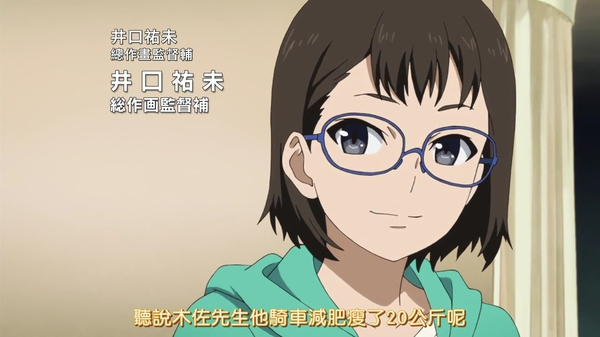 井口祐未
總作畫監督輔
井口祐未
総作画監督補
聽說木佐先生他騎車減肥瘦了20公斤呢